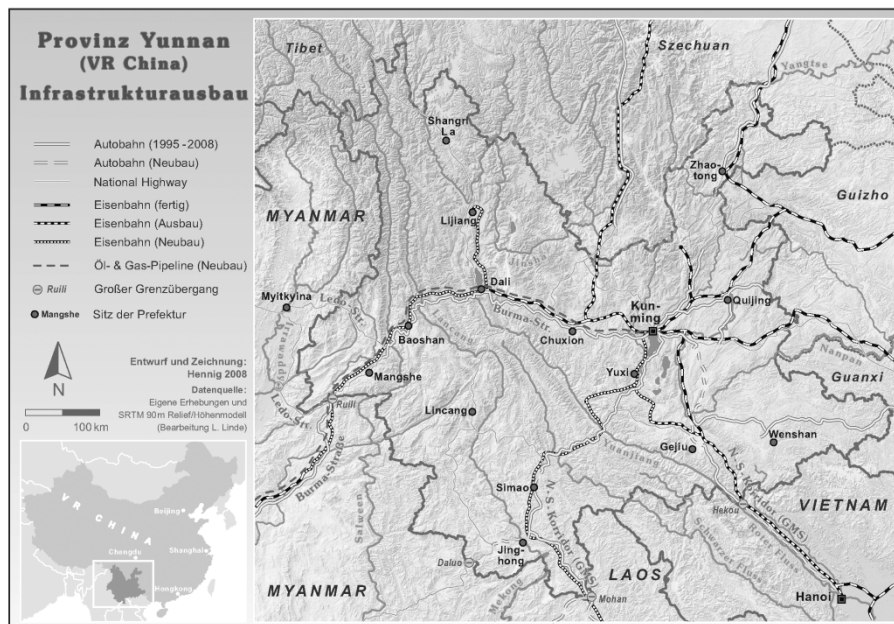 Provinz Yunnan
(VR China)
Infrastrukturausbau
Autobahn (1995 -2008)
Autobahn (Neubau)
National Highway
Eisenbahn (fertig)
Eisenbahn (Ausbau)
Eisenbahn (Neubau)
Öl- & Gas-Pipeline (Neubau)
Ruili Großer Grenzübergang
Mangshe Sitz der Prefektur
N
0 100 km
Entwurf und Zeichnung:
Hennig 2008
Datenquelle:
Eigene Erhebungen und
SRTM 90m Relief/Höhenmodell
(Bearbeitung L. Linde)
VR CHINA
Beijing
Shanghai
Chengdu
Hongkong
Tibet
Szechuan
Yangtse
Shangri
La
Zhao-
tong
Guizho
MYANMAR
Lijiang
Jinsha
Dali
Myitkyina
Ledo-Str.
Kun-
ming
Quijing
Burma-Str.
Baoshan
Lancang
Chuxion
Nanpan
Mangshe
Yuxi
Guanxi
Ruili
Ledo-Str.
Lincang
Wenshan
Gejiu
Burma-Straße
Yuanjiang
N.S.Korridor (GMS)
Simao
N.S.Korridor (GMS)
Salween
VIETNAM
Hekou
Roter Fluss
Schwarzer Fluss
Jing-
hong
Daluo
LAOS
MYANMAR
Mekong
Mohan
Hanoi